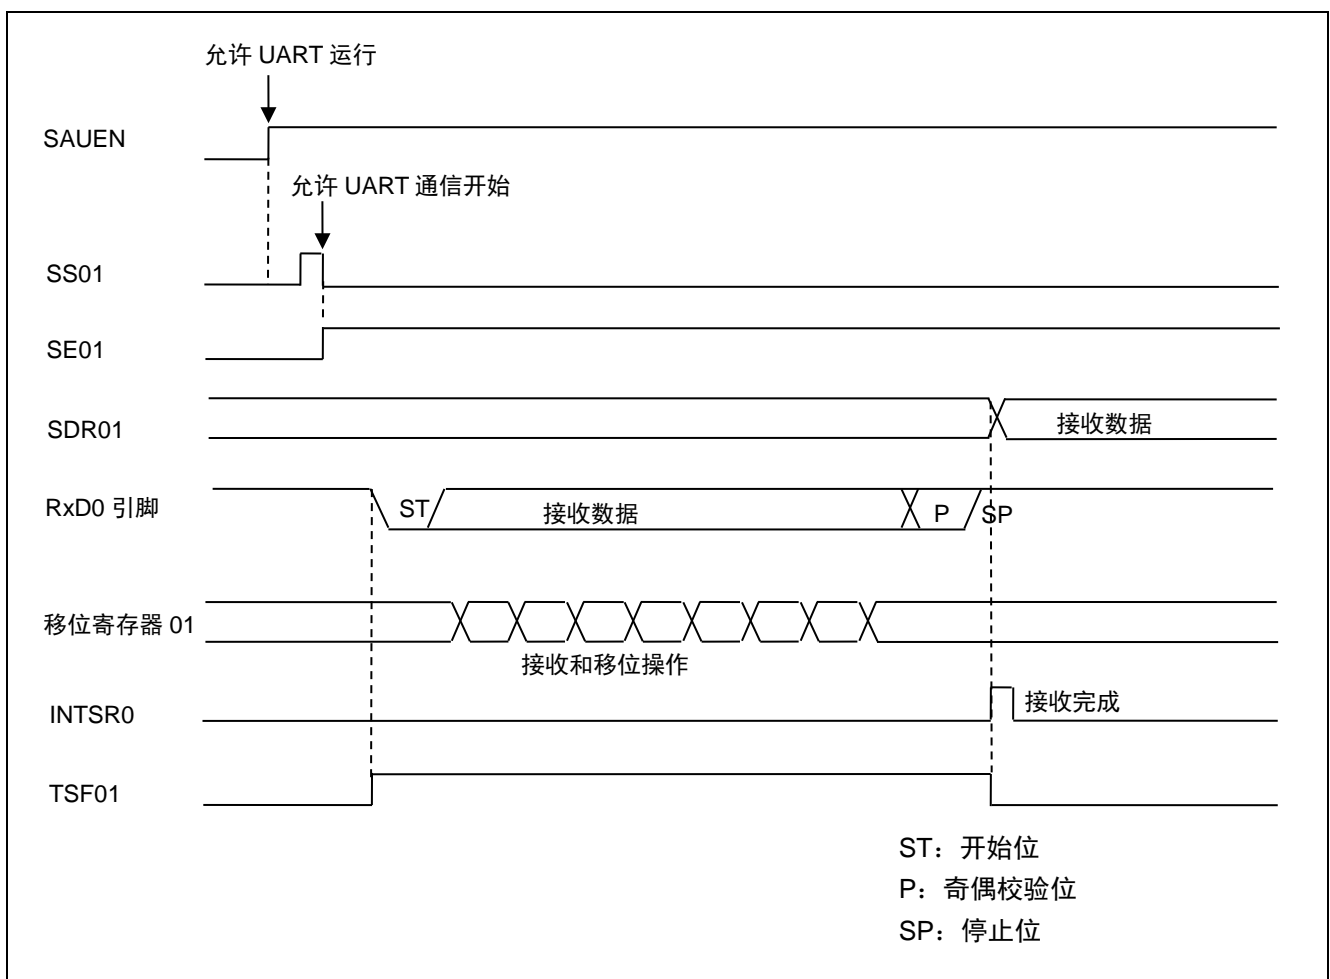 允许 UART 运行
SAUEN
允许 UART 通信开始
SS01
SE01
SDR01
接收数据
RxD0 引脚
ST
接收数据
P
SP
移位寄存器 01
接收和移位操作
INTSR0
接收完成
TSF01
ST：开始位
P：奇偶校验位
SP：停止位